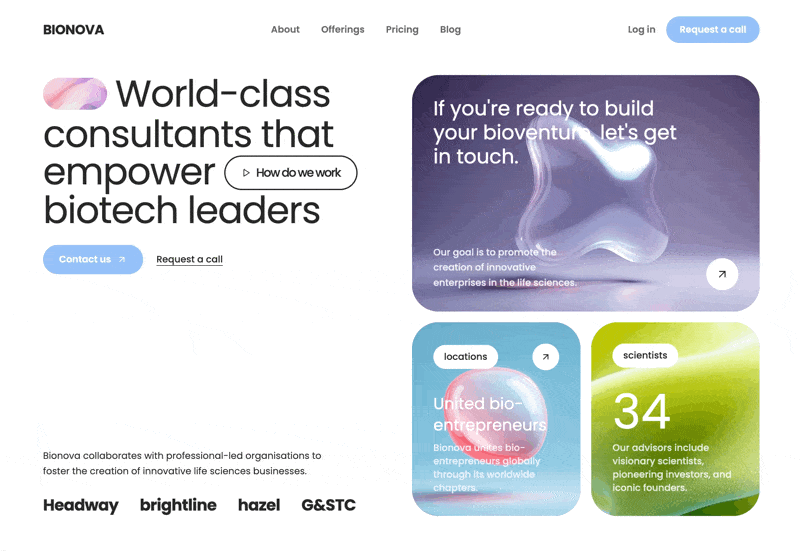 BIONOVA
About
Offerings
Pricing
Blog
Log in
Request a call
World-class
consultants that
empower
How do we work
biotech leaders
Contact us
Request a call
Bionova collaborates with professional-led organisations to
foster the creation of innovative life sciences businesses.
Headway
brightline
hazel
G&STC
If you're ready to build
your bioventure, let's get
in touch.
Our goal is to promote the
creation of innovative
enterprises in the life sciences.
locations
United bio-
entrepreneurs
Bionova unites bio-
entrepreneurs globally
through its worldwide
chapters.
scientists
34
Our advisors include
visionary scientists,
pioneering investors, and
iconic founders.